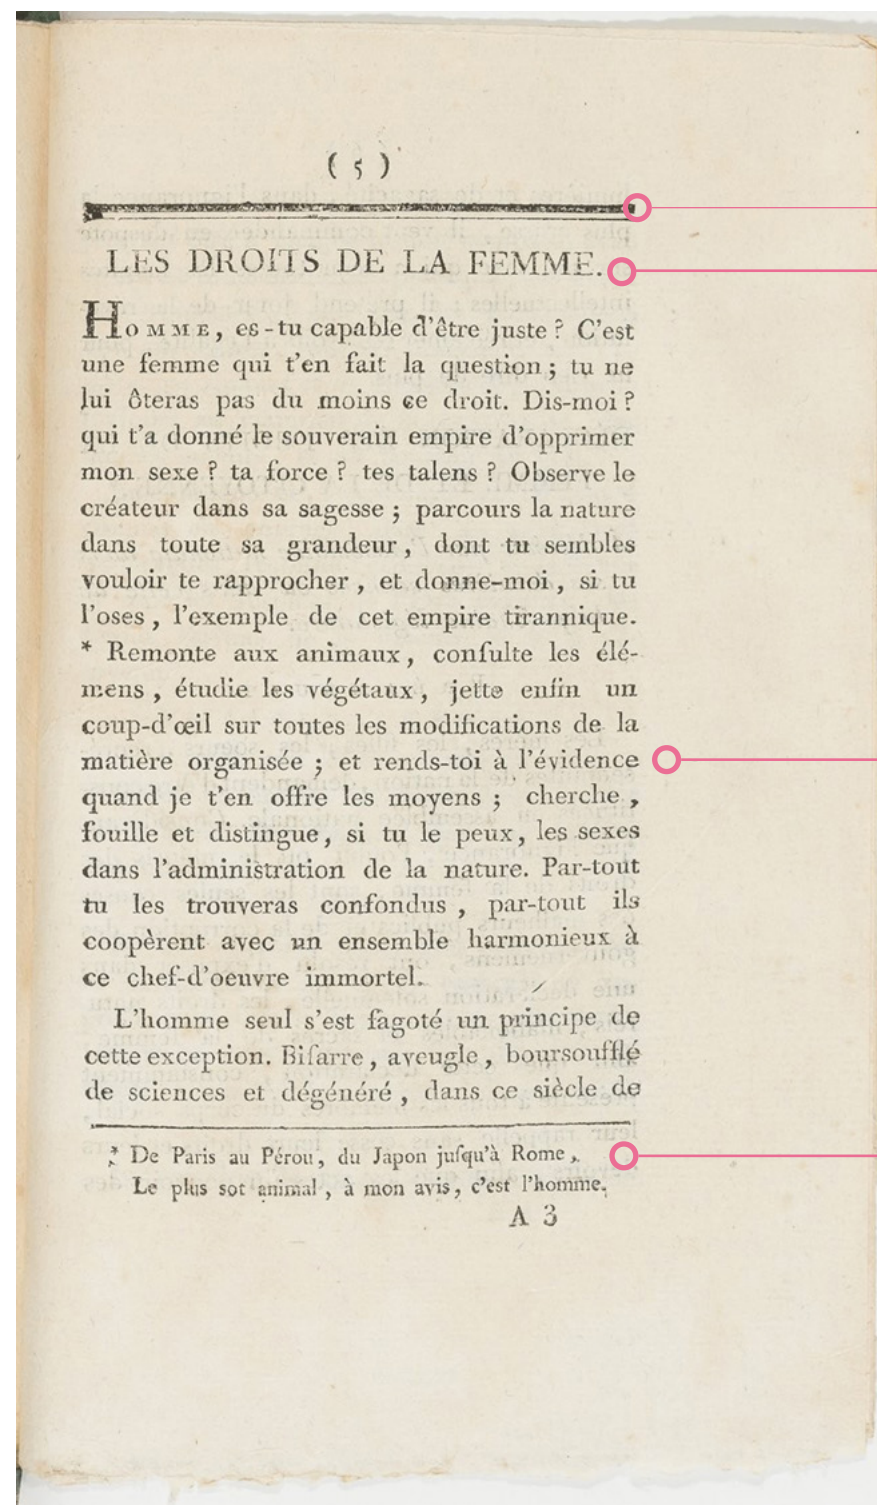 ( 5 )
LES DROITS DE LA FEMME.
HOMME, es-tu capable d'être juste ? C'est
une femme qui t'en fait la question ; tu ne
lui ôteras pas du moins ce droit. Dis-moi ?
qui t'a donné le souverain empire d'opprimer
mon sexe ? ta force ? tes talens ? Observe le
créateur dans sa sagesse ; parcours la nature
dans toute sa grandeur, dont tu sembles
vouloir te rapprocher, et donne-moi, si tu
l'oses, l'exemple de cet empire tirannique.
* Remonte aux animaux, conſulte les élé-
mens, étudie les végétaux, jette enfin un
coup-d'œil sur toutes les modifications de la
matière organisée ; et rends-toi à l'évidence
quand je t'en offre les moyens ; cherche,
fouille et distingue, si tu le peux, les sexes
dans l'administration de la nature. Par-tout
tu les trouveras confondus, par-tout ils
coopèrent avec un ensemble harmonieux à
ce chef-d'oeuvre immortel.
L'homme seul s'est fagoté un principe de
cette exception. Biſarre, aveugle, boursoufflé
de sciences et dégénéré, dans ce siècle de
* De Paris au Pérou, du Japon juſqu'à Rome,
Le plus sot animal, à mon avis, c'est l'homme.
A 3